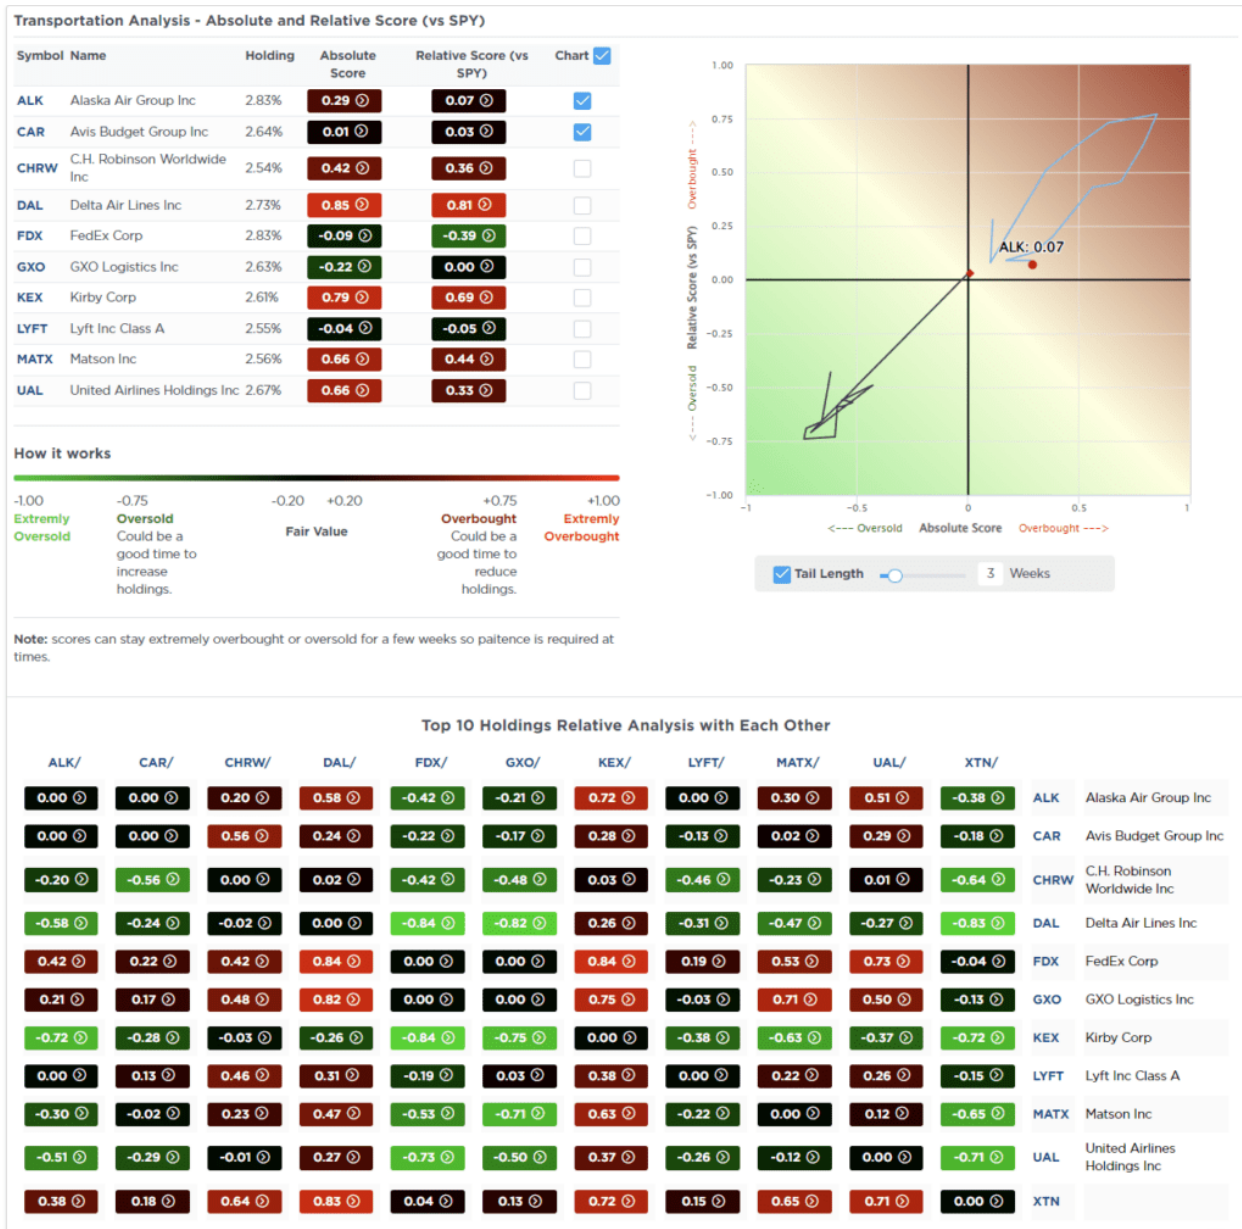 Transportation Analysis - Absolute and Relative Score (vs SPY)
Symbol Name Holding Absolute Score Relative Score (vs SPY) Chart
ALK Alaska Air Group Inc 2.83% 0.29 0.07
CAR Avis Budget Group Inc 2.64% 0.01 0.03
CHRW C.H. Robinson Worldwide Inc 2.54% 0.42 0.36
DAL Delta Air Lines Inc 2.73% 0.85 0.81
FDX FedEx Corp 2.83% -0.09 -0.39
GXO GXO Logistics Inc 2.63% -0.22 0.00
KEX Kirby Corp 2.61% 0.79 0.69
LYFT Lyft Inc Class A 2.55% -0.04 -0.05
MATX Matson Inc 2.56% 0.66 0.44
UAL United Airlines Holdings Inc 2.67% 0.66 0.33
How it works
-1.00 -0.75 -0.20 +0.20 +0.75 +1.00
Extremly Oversold
Oversold
Could be a good time to increase holdings.
Fair Value
Overbought
Could be a good time to reduce holdings.
Extremly Overbought
Note: scores can stay extremely overbought or oversold for a few weeks so paitence is required at
times.
1.00
0.75
0.50
0.25
0.00
-0.25
-0.50
-0.75
-1.00
<--- Oversold Relative Score (vs SPY) Overbought --->
ALK: 0.07
-1 -0.5 0 0.5 1
<--- Oversold Absolute Score Overbought --->
Tail Length 3 Weeks
Top 10 Holdings Relative Analysis with Each Other
ALK/ CAR/ CHRW/ DAL/ FDX/ GXO/ KEX/ LYFT/ MATX/ UAL/ XTN/
0.00 0.00 0.20 0.58 -0.42 -0.21 0.72 0.00 0.30 0.51 -0.38 ALK Alaska Air Group Inc
0.00 0.00 0.56 0.24 -0.22 -0.17 0.28 -0.13 0.02 0.29 -0.18 CAR Avis Budget Group Inc
-0.20 -0.56 0.00 0.02 -0.42 -0.48 0.03 -0.46 -0.23 0.01 -0.64 CHRW C.H. Robinson Worldwide Inc
-0.58 -0.24 -0.02 0.00 -0.84 -0.82 0.26 -0.31 -0.47 -0.27 -0.83 DAL Delta Air Lines Inc
0.42 0.22 0.42 0.84 0.00 0.00 0.84 0.19 0.53 0.73 -0.04 FDX FedEx Corp
0.21 0.17 0.48 0.82 0.00 0.00 0.75 -0.03 0.71 0.50 -0.13 GXO GXO Logistics Inc
-0.72 -0.28 -0.03 -0.26 -0.84 -0.75 0.00 -0.38 -0.63 -0.37 -0.72 KEX Kirby Corp
0.00 0.13 0.46 0.31 -0.19 0.03 0.38 0.00 0.22 0.26 -0.15 LYFT Lyft Inc Class A
-0.30 -0.02 0.23 0.47 -0.53 -0.71 0.63 -0.22 0.00 0.12 -0.65 MATX Matson Inc
-0.51 -0.29 -0.01 0.27 -0.73 -0.50 0.37 -0.26 -0.12 0.00 -0.71 UAL United Airlines Holdings Inc
0.38 0.18 0.64 0.83 0.04 0.13 0.72 0.15 0.65 0.71 0.00 XTN